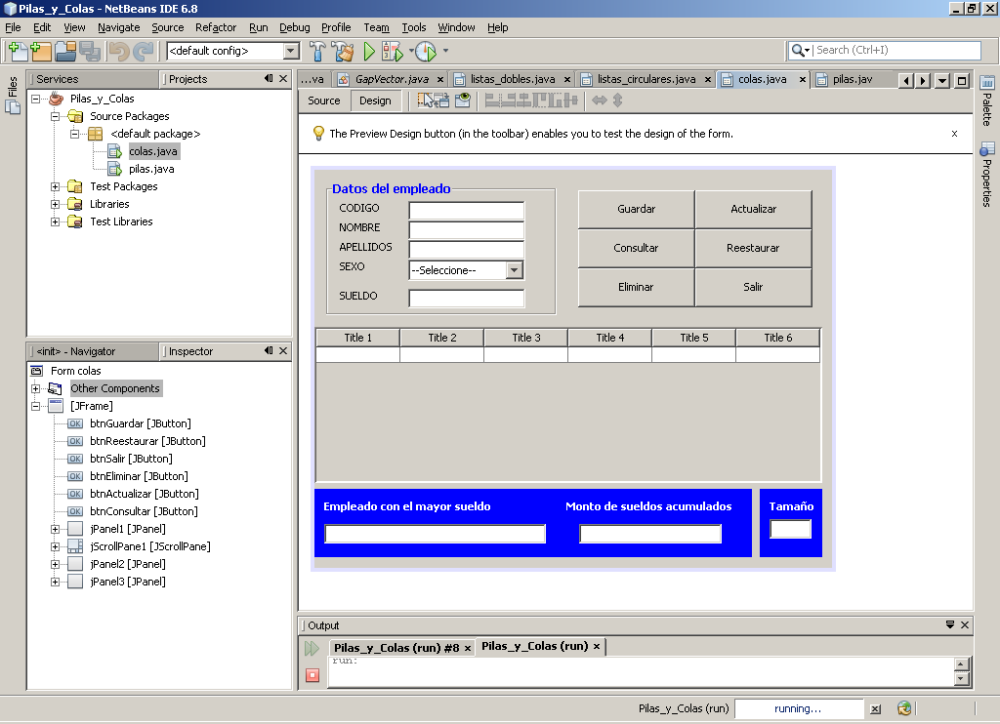 Pilas_y_Colas - NetBeans IDE 6.8
File Edit View Navigate Source Refactor Run Debug Profile Team Tools Window Help
<default config>
Search (Ctrl+I)
Files
Services
Projects
Pilas_y_Colas
Source Packages
<default package>
colas.java
pilas.java
Test Packages
Libraries
Test Libraries
<init> - Navigator
Inspector
Form colas
Other Components
[JFrame]
btnGuardar [JButton]
btnReestaurar [JButton]
btnSalir [JButton]
btnEliminar [JButton]
btnActualizar [JButton]
btnConsultar [JButton]
jPanel1 [JPanel]
jScrollPane1 [JScrollPane]
jPanel2 [JPanel]
jPanel3 [JPanel]
...va GapVector.java listas_dobles.java listas_circulares.java colas.java pilas.jav
Source Design
The Preview Design button (in the toolbar) enables you to test the design of the form.
x
Datos del empleado
CODIGO
NOMBRE
APELLIDOS
SEXO
--Seleccione--
SUELDO
Guardar Actualizar
Consultar Reestaurar
Eliminar Salir
Title 1 Title 2 Title 3 Title 4 Title 5 Title 6
Empleado con el mayor sueldo Monto de sueldos acumulados Tamaño
Palette
Properties
Output
Pilas_y_Colas (run) #8 Pilas_y_Colas (run)
run:
Pilas_y_Colas (run) running...